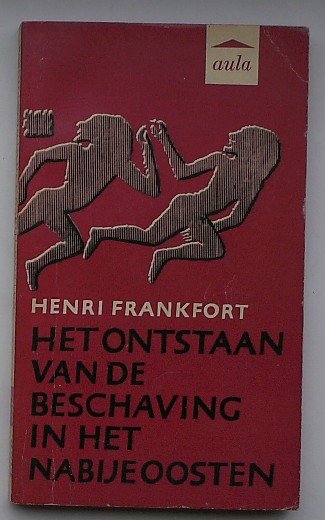 aula
HENRI FRANKFORT
HET ONTSTAAN
VAN DE
BESCHAVING
IN HET
NABIJE OOSTEN